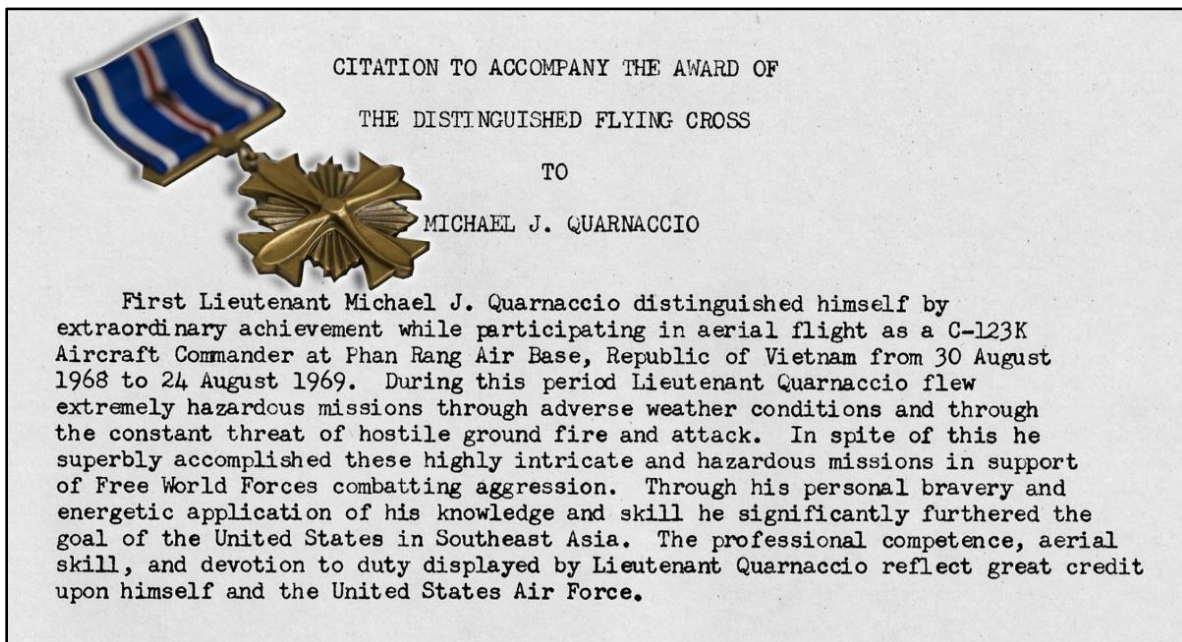 CITATION TO ACCOMPANY THE AWARD OF
THE DISTINGUISHED FLYING CROSS
TO
MICHAEL J. QUARNACCIO
First Lieutenant Michael J. Quarnaccio distinguished himself by
extraordinary achievement while participating in aerial flight as a C-123K
Aircraft Commander at Phan Rang Air Base, Republic of Vietnam from 30 August
1968 to 24 August 1969. During this period Lieutenant Quarnaccio flew
extremely hazardous missions through adverse weather conditions and through
the constant threat of hostile ground fire and attack. In spite of this he
superbly accomplished these highly intricate and hazardous missions in support
of Free World Forces combatting aggression. Through his personal bravery and
energetic application of his knowledge and skill he significantly furthered the
goal of the United States in Southeast Asia. The professional competence, aerial
skill, and devotion to duty displayed by Lieutenant Quarnaccio reflect great credit
upon himself and the United States Air Force.